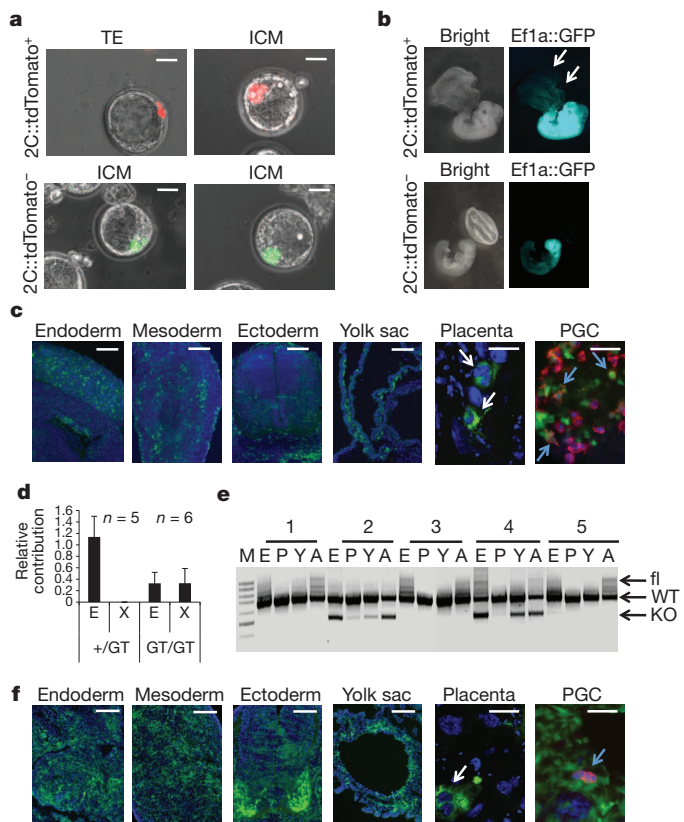 a
TE
ICM
2C::tdTomato+
ICM
ICM
2C::tdTomato−
b
Bright
Ef1a::GFP
2C::tdTomato+
Bright
Ef1a::GFP
2C::tdTomato−
c
Endoderm Mesoderm Ectoderm Yolk sac Placenta PGC
d
Relative
contribution
1.6
1.4
1.2
1.0
0.8
0.6
0.4
0.2
0
n = 5 n = 6
E X E X
+/GT GT/GT
e
1 2 3 4 5
M E P Y A E P Y A E P Y A E P Y A E P Y A
fl
WT
KO
f
Endoderm Mesoderm Ectoderm Yolk sac Placenta PGC